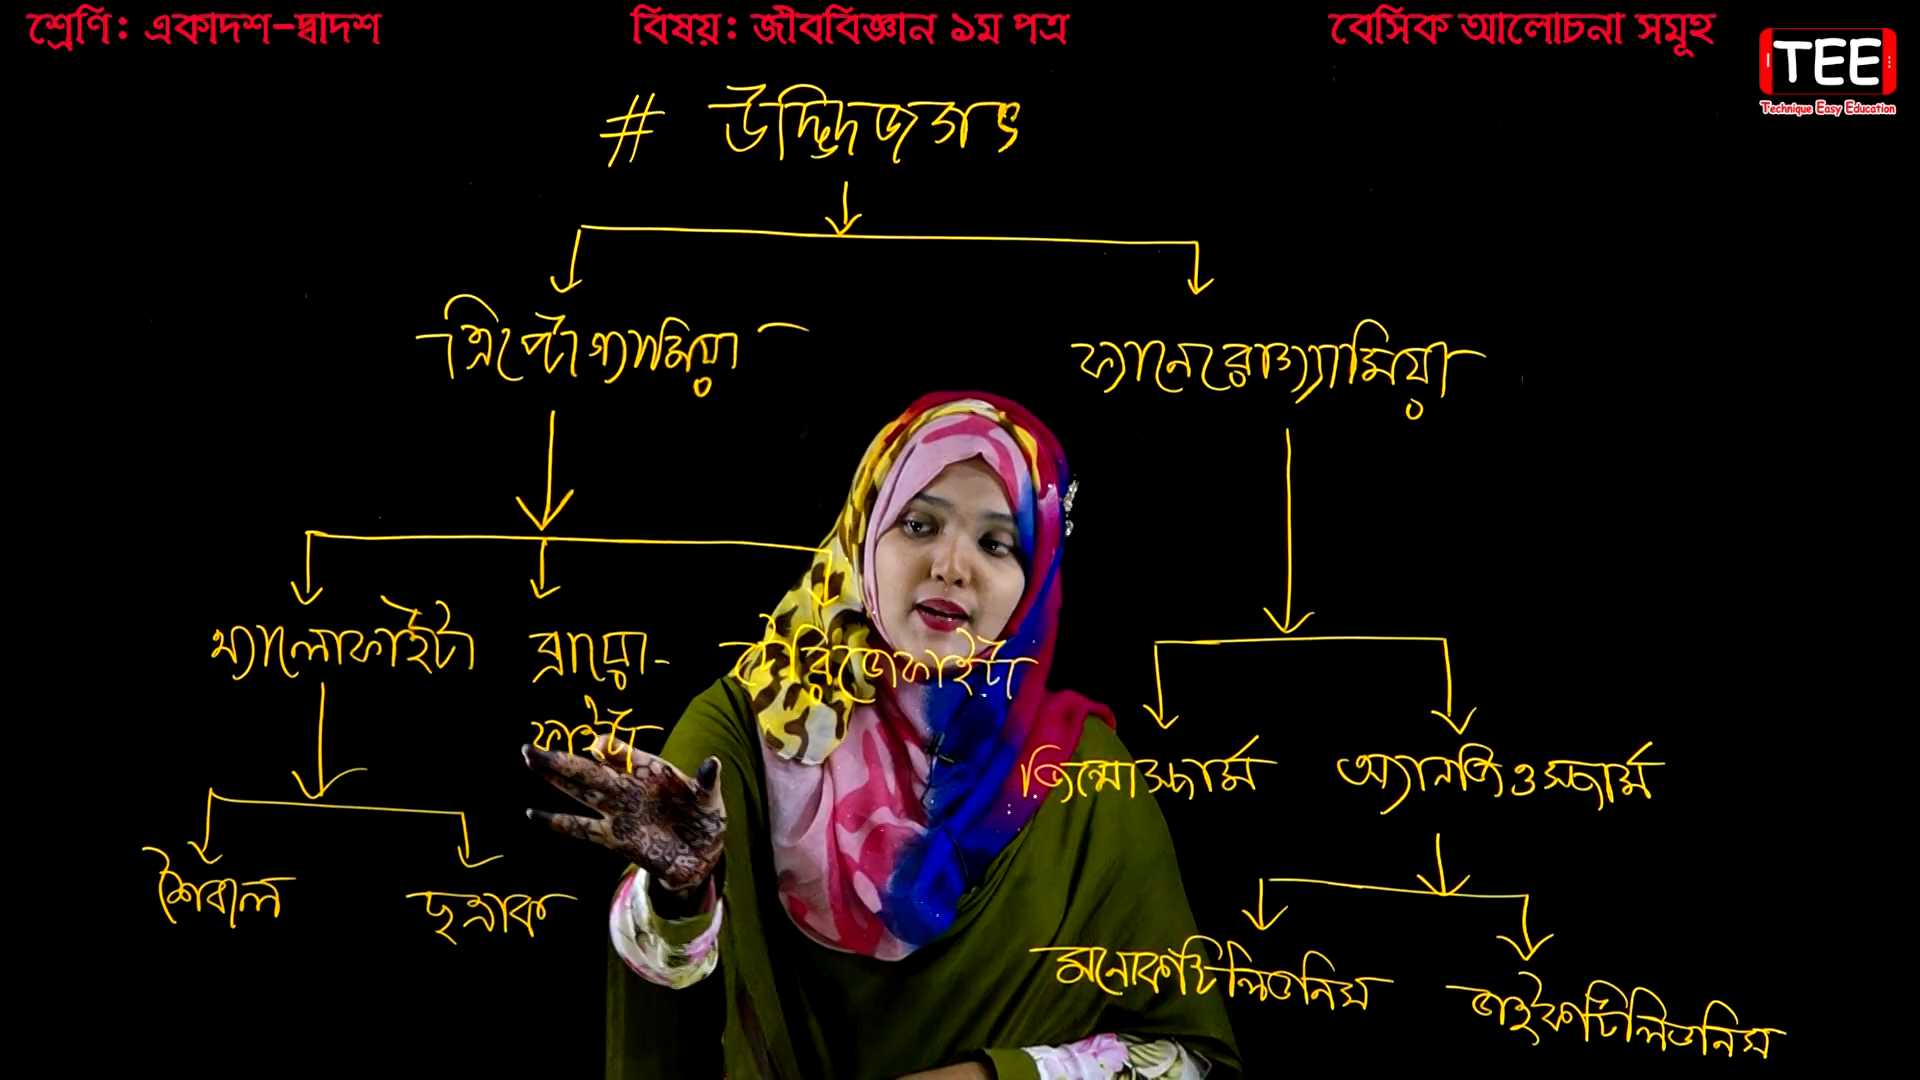 শ্রেণি: একাদশ-দ্বাদশ
বিষয়: জীববিজ্ঞান ১ম পত্র
বেসিক আলোচনা সমূহ
TEE
Technique Easy Education
# উদ্ভিদজগৎ
ক্রিপ্টোগ্যামিয়া
ফ্যানেরোগ্যামিয়া
থ্যালোফাইটা
ব্রায়ো-
ফাইটা
টেরিডোফাইটা
জিম্নোস্পার্ম
অ্যানজিওস্পার্ম
শৈবাল
ছত্রাক
মনোকটিলিডনিস
ডাইকটিলিডনিস